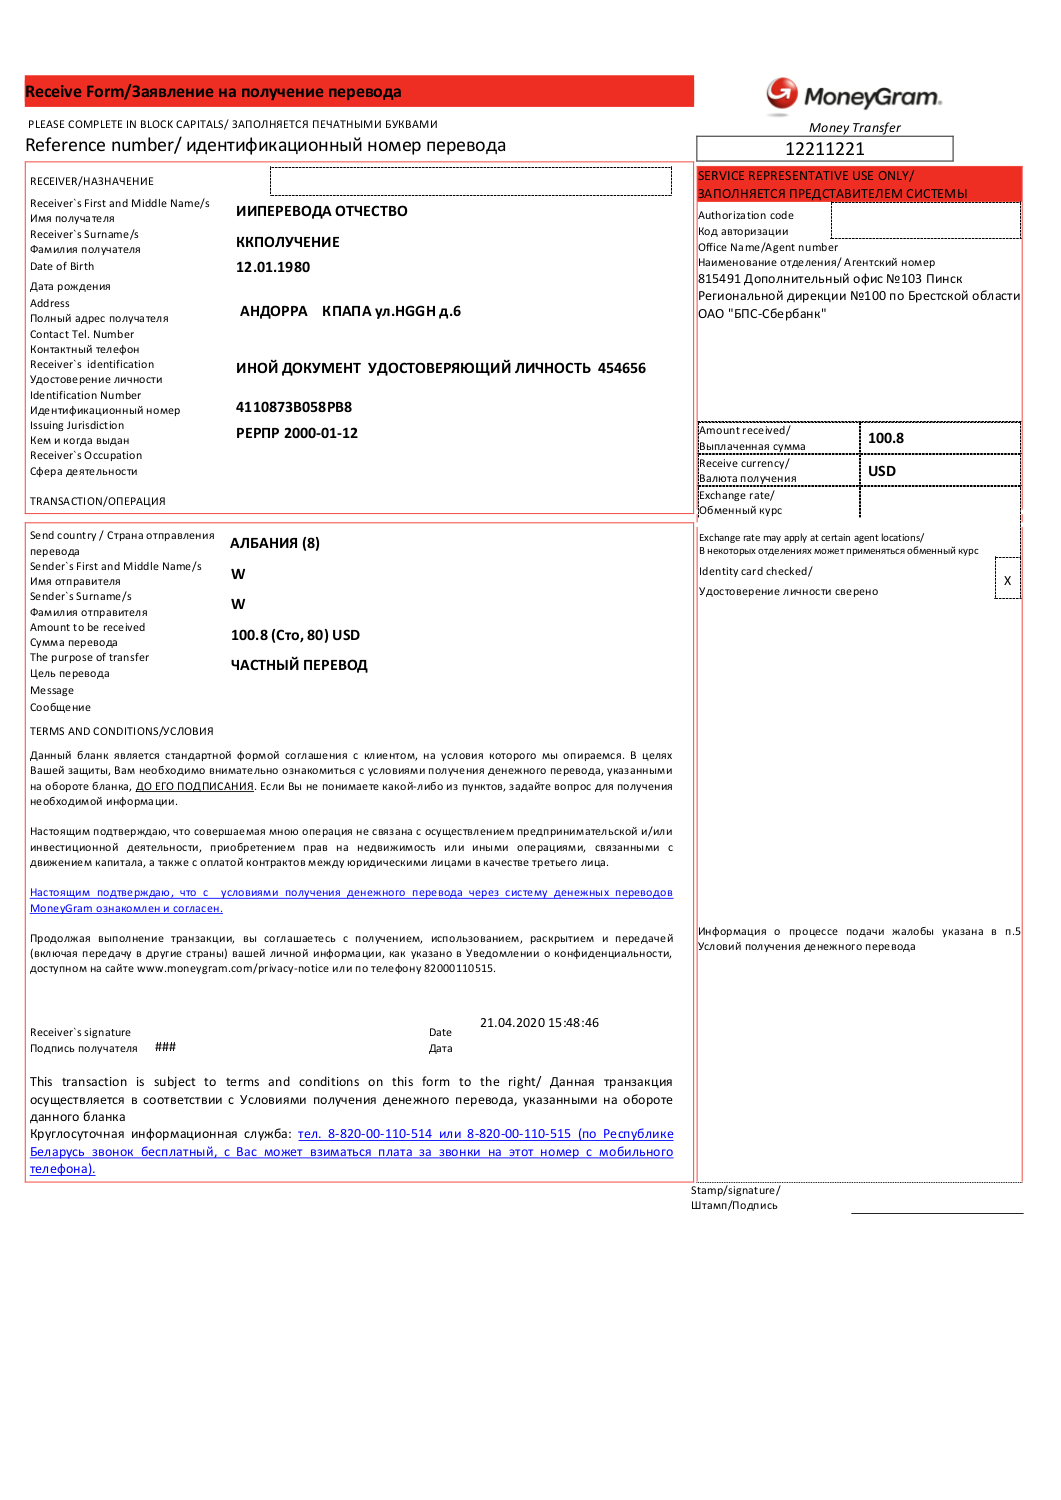 Receive Form/Заявление на получение перевода
MoneyGram.
PLEASE COMPLETE IN BLOCK CAPITALS/ ЗАПОЛНЯЕТСЯ ПЕЧАТНЫМИ БУКВАМИ
Money Transfer
Reference number/ идентификационный номер перевода
12211221
RECEIVER/НАЗНАЧЕНИЕ
Receiver`s First and Middle Name/s
Имя получателя
ИИПЕРЕВОДА ОТЧЕСТВО
Receiver`s Surname/s
Фамилия получателя
ККПОЛУЧЕНИЕ
Date of Birth
12.01.1980
Дата рождения
Address
Полный адрес получателя
АНДОРРА КПАПА ул.HGGH д.6
Contact Tel. Number
Контактный телефон
Receiver`s identification
Удостоверение личности
ИНОЙ ДОКУМЕНТ УДОСТОВЕРЯЮЩИЙ ЛИЧНОСТЬ 454656
Identification Number
Идентификационный номер
4110873B058PB8
Issuing Jurisdiction
Кем и когда выдан
РЕРПР 2000-01-12
Receiver`s Occupation
Сфера деятельности
TRANSACTION/ОПЕРАЦИЯ
SERVICE REPRESENTATIVE USE ONLY/
ЗАПОЛНЯЕТСЯ ПРЕДСТАВИТЕЛЕМ СИСТЕМЫ
Authorization code
Код авторизации
Office Name/Agent number
Наименование отделения/ Агентский номер
815491 Дополнительный офис №103 Пинск
Региональной дирекции №100 по Брестской области
ОАО "БПС-Сбербанк"
Amount received/
Выплаченная сумма
100.8
Receive currency/
Валюта получения
USD
Exchange rate/
Обменный курс
Exchange rate may apply at certain agent locations/
В некоторых отделениях может применяться обменный курс
Identity card checked/
Удостоверение личности сверено
X
Send country / Страна отправления
перевода
АЛБАНИЯ (8)
Sender`s First and Middle Name/s
Имя отправителя
W
Sender`s Surname/s
Фамилия отправителя
W
Amount to be received
Сумма перевода
100.8 (Сто, 80) USD
The purpose of transfer
Цель перевода
ЧАСТНЫЙ ПЕРЕВОД
Message
Сообщение
TERMS AND CONDITIONS/УСЛОВИЯ
Данный бланк является стандартной формой соглашения с клиентом, на условия которого мы опираемся. В целях
Вашей защиты, Вам необходимо внимательно ознакомиться с условиями получения денежного перевода, указанными
на обороте бланка, ДО ЕГО ПОДПИСАНИЯ. Если Вы не понимаете какой-либо из пунктов, задайте вопрос для получения
необходимой информации.
Настоящим подтверждаю, что совершаемая мною операция не связана с осуществлением предпринимательской и/или
инвестиционной деятельности, приобретением прав на недвижимость или иными операциями, связанными с
движением капитала, а также с оплатой контрактов между юридическими лицами в качестве третьего лица.
Настоящим подтверждаю, что с условиями получения денежного перевода через систему денежных переводов
MoneyGram ознакомлен и согласен.
Продолжая выполнение транзакции, вы соглашаетесь с получением, использованием, раскрытием и передачей
(включая передачу в другие страны) вашей личной информации, как указано в Уведомлении о конфиденциальности,
доступном на сайте www.moneygram.com/privacy-notice или по телефону 82000110515.
Информация о процессе подачи жалобы указана в п.5
Условий получения денежного перевода
Receiver`s signature
Подпись получателя ###
Date
Дата
21.04.2020 15:48:46
This transaction is subject to terms and conditions on this form to the right/ Данная транзакция
осуществляется в соответствии с Условиями получения денежного перевода, указанными на обороте
данного бланка
Круглосуточная информационная служба: тел. 8-820-00-110-514 или 8-820-00-110-515 (по Республике
Беларусь звонок бесплатный, с Вас может взиматься плата за звонки на этот номер с мобильного
телефона).
Stamp/signature/
Штамп/Подпись